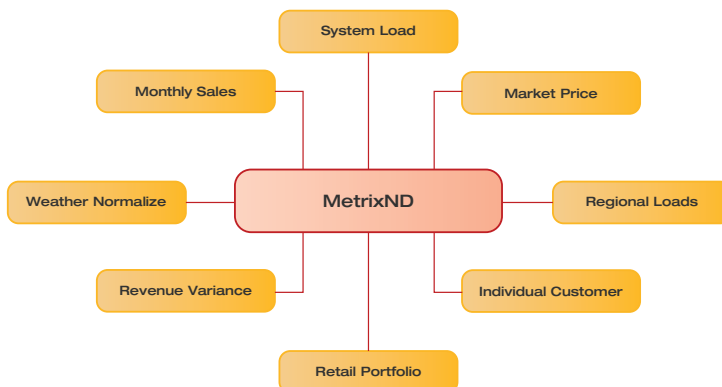 System Load
Monthly Sales
Market Price
Weather Normalize
MetrixND
Regional Loads
Revenue Variance
Individual Customer
Retail Portfolio